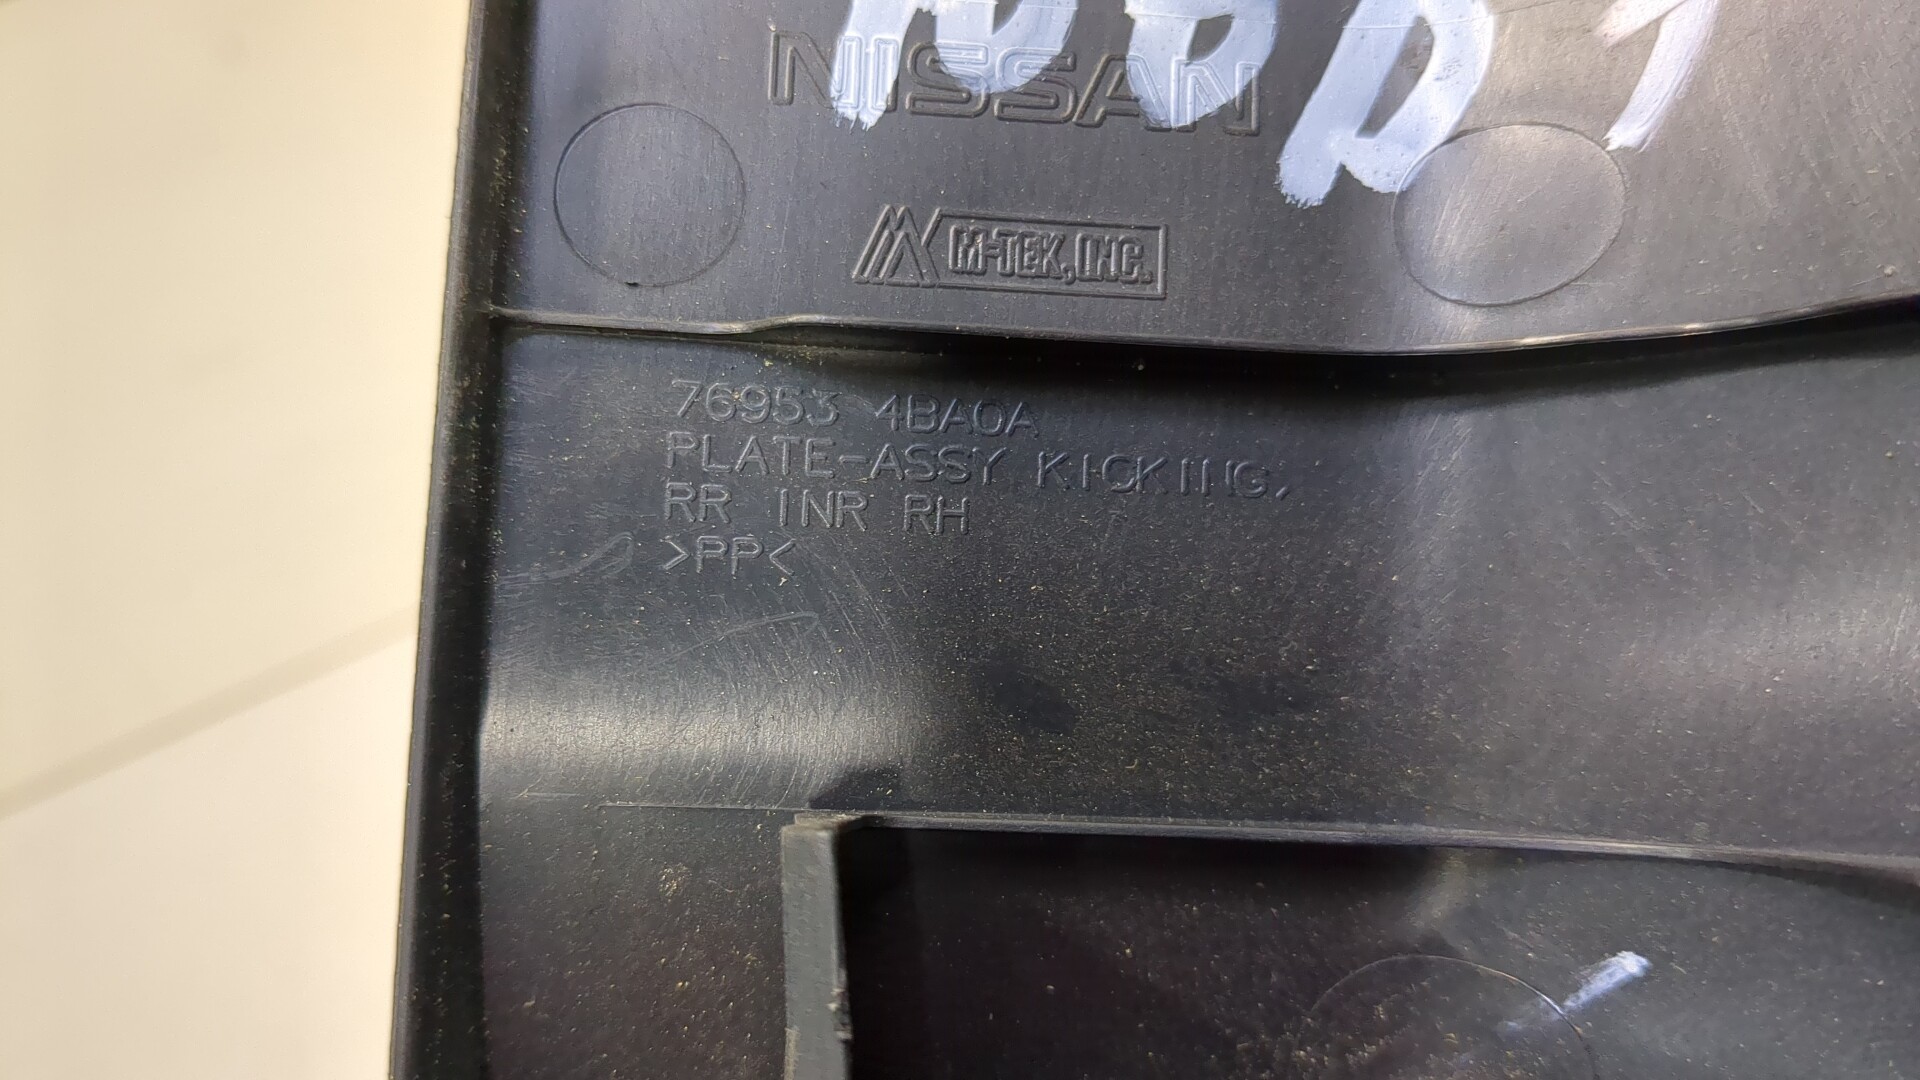 NISSAN
M-TEK,INC.
76953 4BA0A
PLATE-ASSY KICKING,
RR INR RH
>PP<